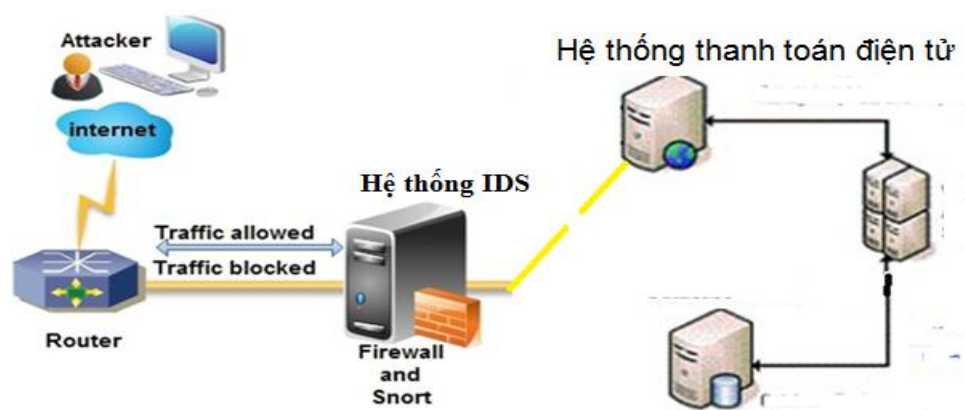 Attacker
Hệ thống thanh toán điện tử
internet
Hệ thống IDS
Traffic allowed
Traffic blocked
Router
Firewall
and
Snort